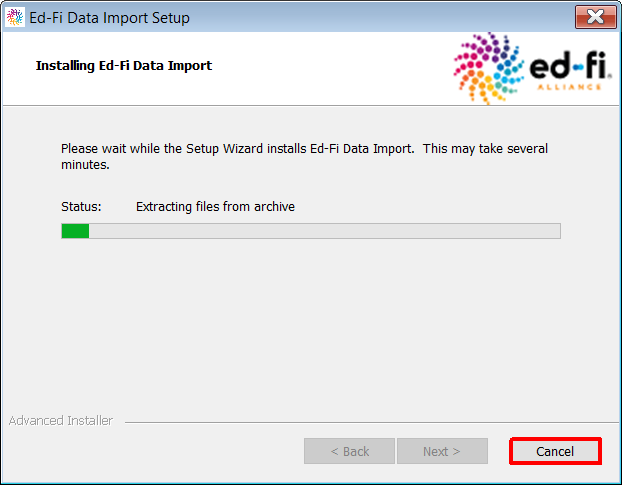 Ed-Fi Data Import Setup
Installing Ed-Fi Data Import
ed-fi®
ALLIANCE
Please wait while the Setup Wizard installs Ed-Fi Data Import. This may take several
minutes.
Status: Extracting files from archive
Advanced Installer
< Back Next > Cancel